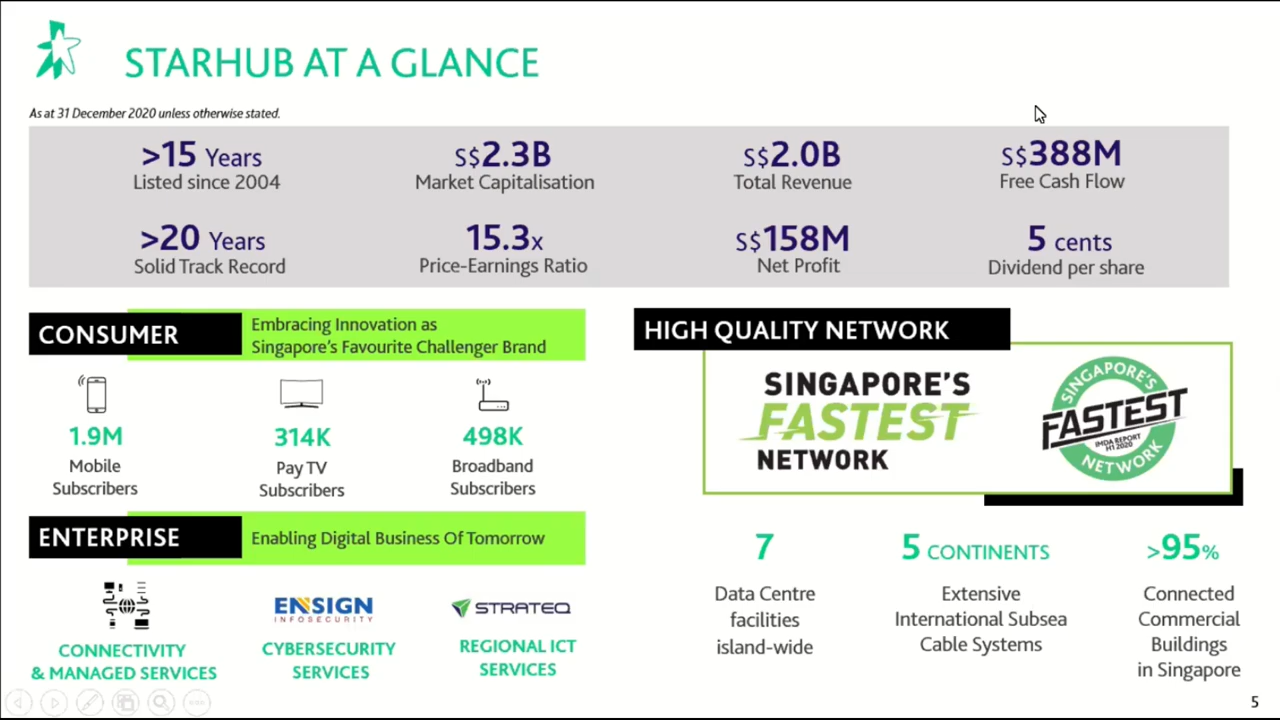 STARHUB AT A GLANCE
As at 31 December 2020 unless otherwise stated.
>15 Years
Listed since 2004
S$2.3B
Market Capitalisation
S$2.0B
Total Revenue
S$388M
Free Cash Flow
>20 Years
Solid Track Record
15.3x
Price-Earnings Ratio
S$158M
Net Profit
5 cents
Dividend per share
CONSUMER
Embracing Innovation as
Singapore's Favourite Challenger Brand
1.9M
Mobile
Subscribers
314K
Pay TV
Subscribers
498K
Broadband
Subscribers
ENTERPRISE
Enabling Digital Business Of Tomorrow
CONNECTIVITY
& MANAGED SERVICES
ENSIGN
INFOSECURITY
CYBERSECURITY
SERVICES
STRATEQ
REGIONAL ICT
SERVICES
HIGH QUALITY NETWORK
SINGAPORE'S
FASTEST
NETWORK
SINGAPORE'S
FASTEST
IMDA REPORT
H1 2020
NETWORK
7
Data Centre
facilities
island-wide
5 CONTINENTS
Extensive
International Subsea
Cable Systems
>95%
Connected
Commercial
Buildings
in Singapore
5